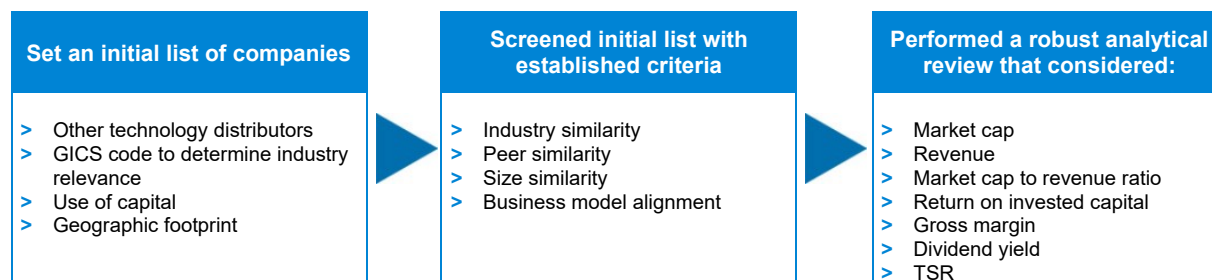 Set an initial list of companies
> Other technology distributors
> GICS code to determine industry
relevance
> Use of capital
> Geographic footprint
Screened initial list with
established criteria
> Industry similarity
> Peer similarity
> Size similarity
> Business model alignment
Performed a robust analytical
review that considered:
> Market cap
> Revenue
> Market cap to revenue ratio
> Return on invested capital
> Gross margin
> Dividend yield
> TSR